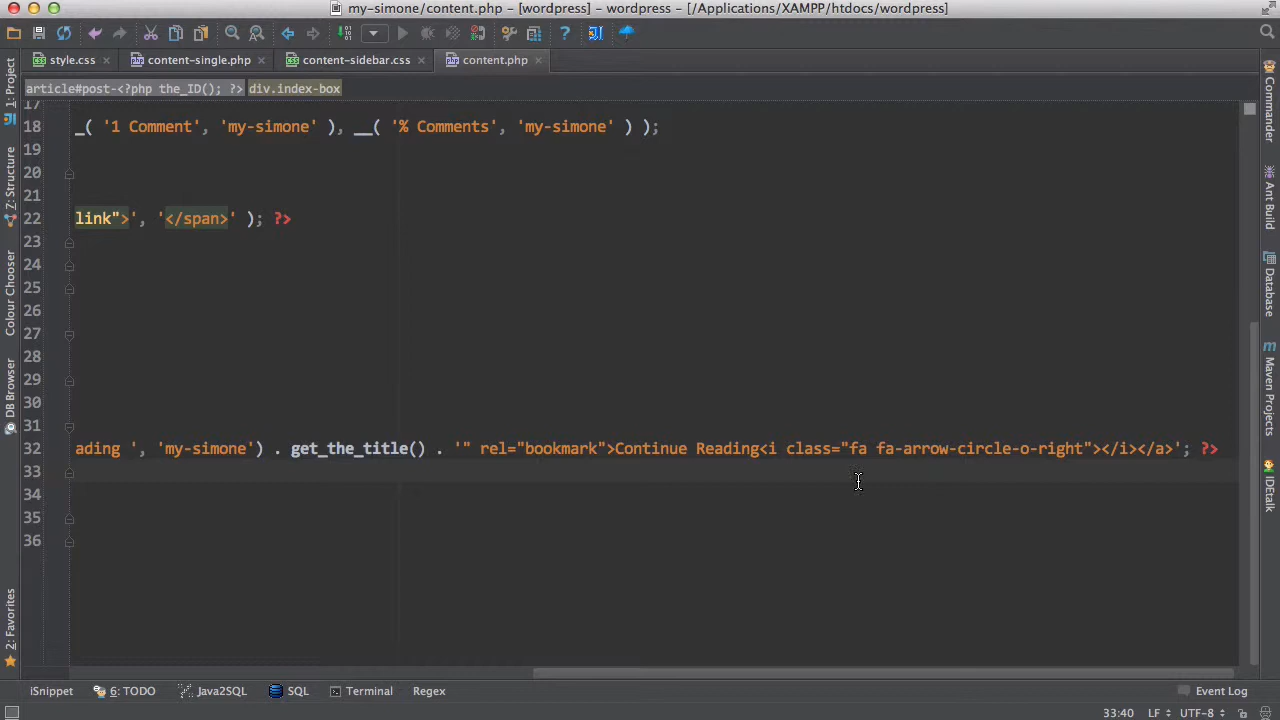 my-simone/content.php - [wordpress] - wordpress - [/Applications/XAMPP/htdocs/wordpress]
style.css content-single.php content-sidebar.css content.php
article#post-<?php the_ID(); ?> div.index-box
1: Project
Z: Structure
Colour Chooser
DB Browser
2: Favorites
17
18 _( '1 Comment', 'my-simone' ), __( '% Comments', 'my-simone' ) );
19
20
21
22 link">', '</span>' ); ?>
23
24
25
26
27
28
29
30
31
32 ading ', 'my-simone') . get_the_title() . '" rel="bookmark">Continue Reading<i class="fa fa-arrow-circle-o-right"></i></a>'; ?>
33
34
35
36
Commander
Ant Build
Database
m Maven Projects
IDEtalk
iSnippet 6: TODO Java2SQL SQL Terminal Regex Event Log
33:40 LF UTF-8